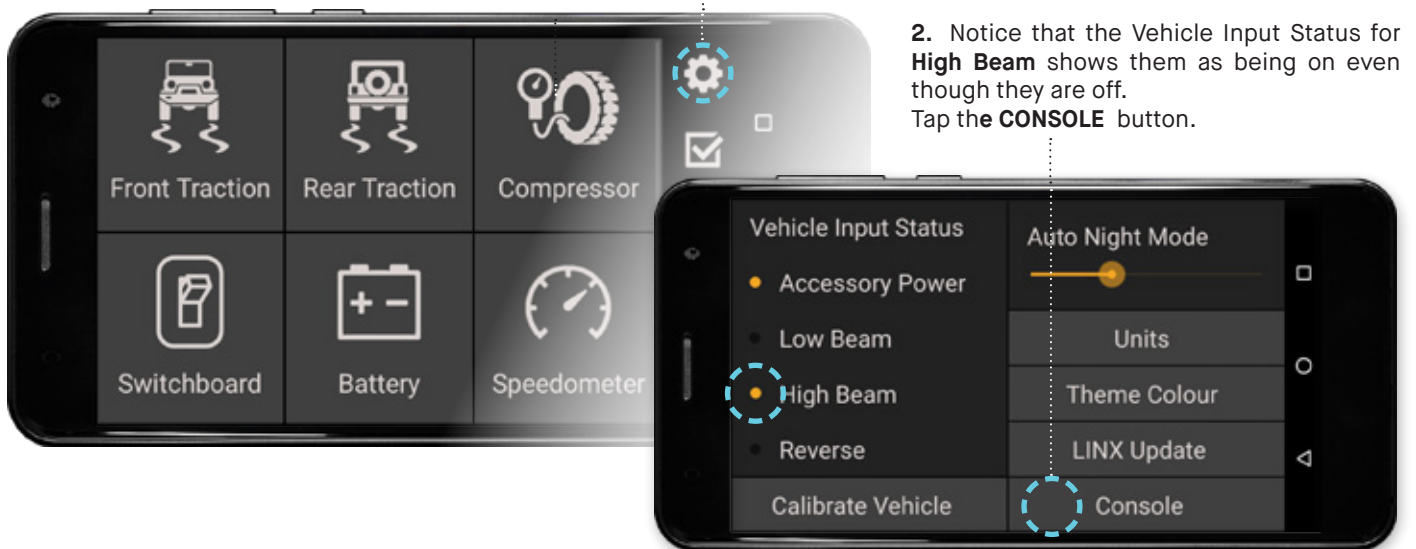 2. Notice that the Vehicle Input Status for
High Beam shows them as being on even
though they are off.
Tap the CONSOLE button.
Front Traction
Rear Traction
Compressor
Switchboard
Battery
Speedometer
Vehicle Input Status
Accessory Power
Low Beam
High Beam
Reverse
Calibrate Vehicle
Auto Night Mode
Units
Theme Colour
LINX Update
Console